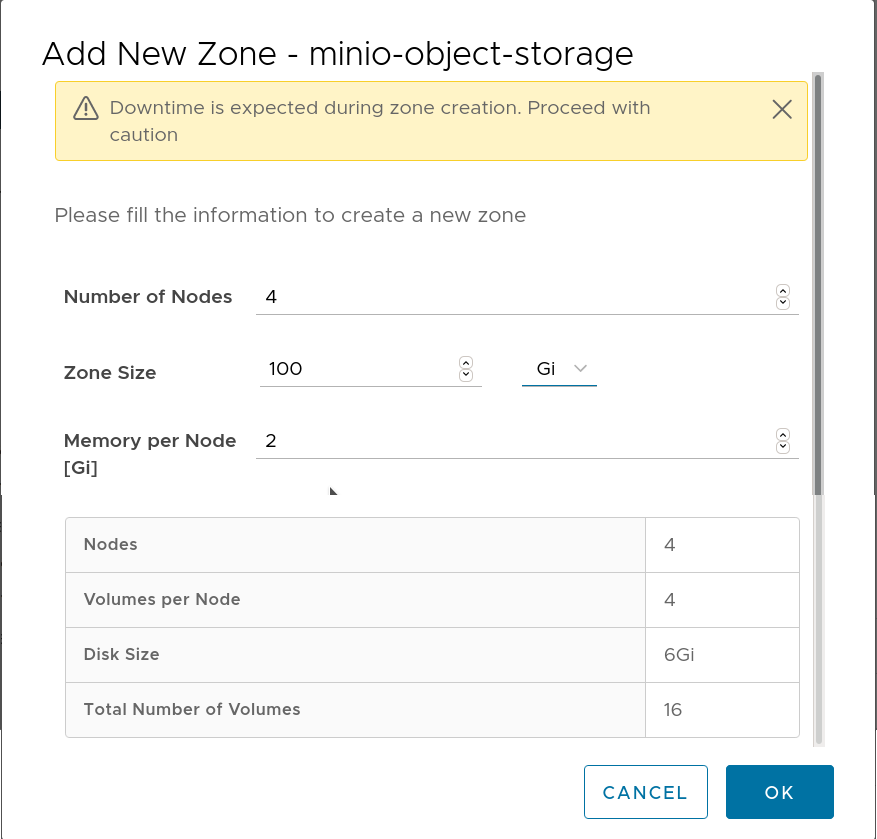 Add New Zone - minio-object-storage
Downtime is expected during zone creation. Proceed with
caution
Please fill the information to create a new zone
Number of Nodes 4
Zone Size 100 Gi
Memory per Node 2
[Gi]
Nodes 4
Volumes per Node 4
Disk Size 6Gi
Total Number of Volumes 16
CANCEL OK